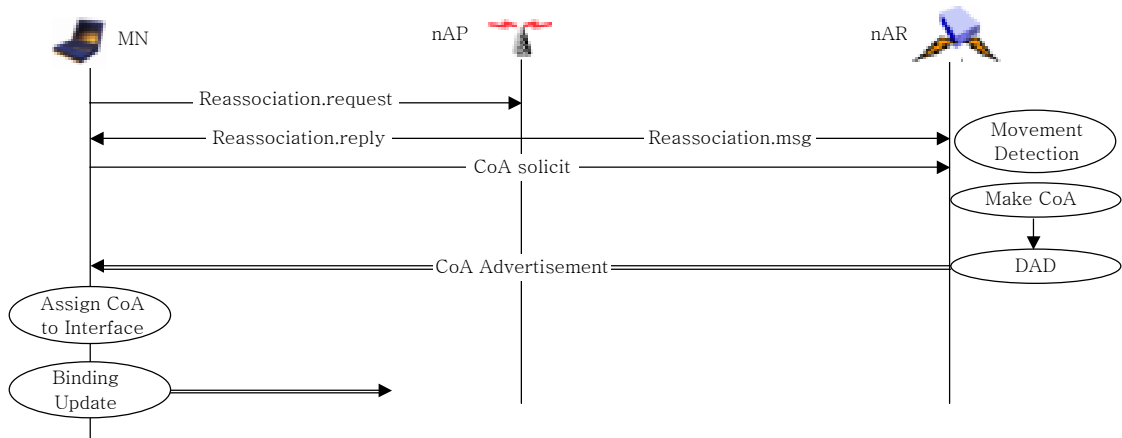 MN
nAP
nAR
Reassociation.request
Reassociation.reply
Reassociation.msg
Movement
Detection
CoA solicit
Make CoA
CoA Advertisement
DAD
Assign CoA
to Interface
Binding
Update